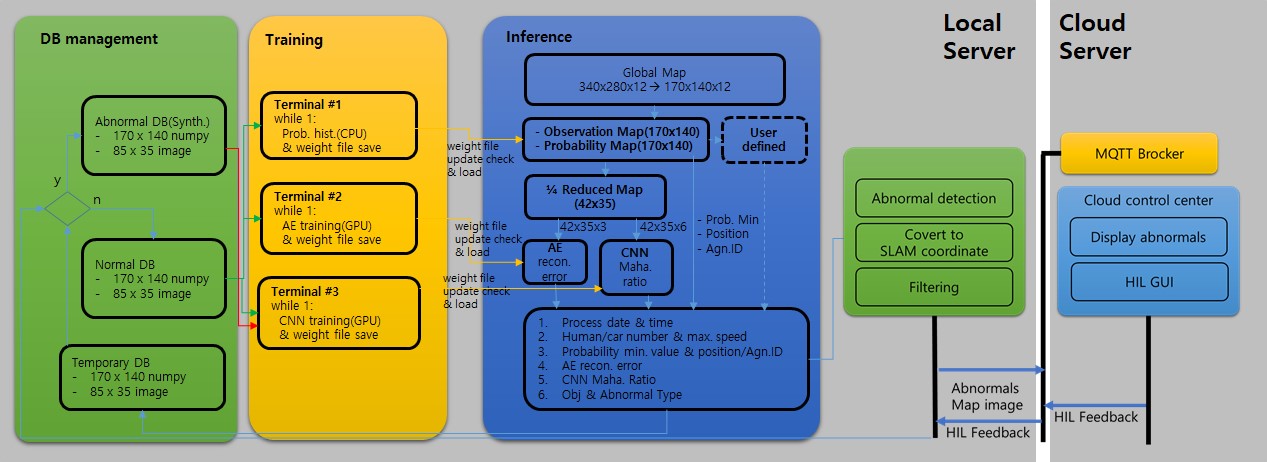 DB management
Abnormal DB(Synth.)
- 170 x 140 numpy
- 85 x 35 image
y
n
Normal DB
- 170 x 140 numpy
- 85 x 35 image
Temporary DB
- 170 x 140 numpy
- 85 x 35 image
Training
Terminal #1
while 1:
Prob. hist.(CPU)
& weight file save
Terminal #2
while 1:
AE training(GPU)
& weight file save
Terminal #3
while 1:
CNN training(GPU)
& weight file save
weight file
update check
& load
weight file
update check
& load
weight file
update check
& load
Inference
Global Map
340x280x12 → 170x140x12
- Observation Map(170x140)
- Probability Map(170x140)
User
defined
¼ Reduced Map
(42x35)
42x35x3
42x35x6
- Prob. Min
- Position
- Agn.ID
AE
recon.
error
CNN
Maha.
ratio
1. Process date & time
2. Human/car number & max. speed
3. Probability min. value & position/Agn.ID
4. AE recon. error
5. CNN Maha. Ratio
6. Obj & Abnormal Type
Local
Server
Abnormal detection
Covert to
SLAM coordinate
Filtering
Abnormals
Map image
HIL Feedback
Cloud
Server
MQTT Brocker
Cloud control center
Display abnormals
HIL GUI
HIL Feedback